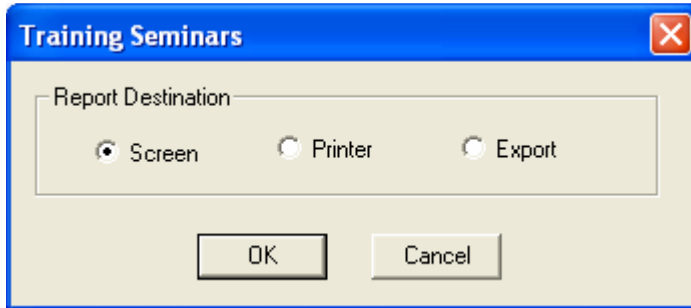 Training Seminars
Report Destination
Screen Printer Export
OK Cancel